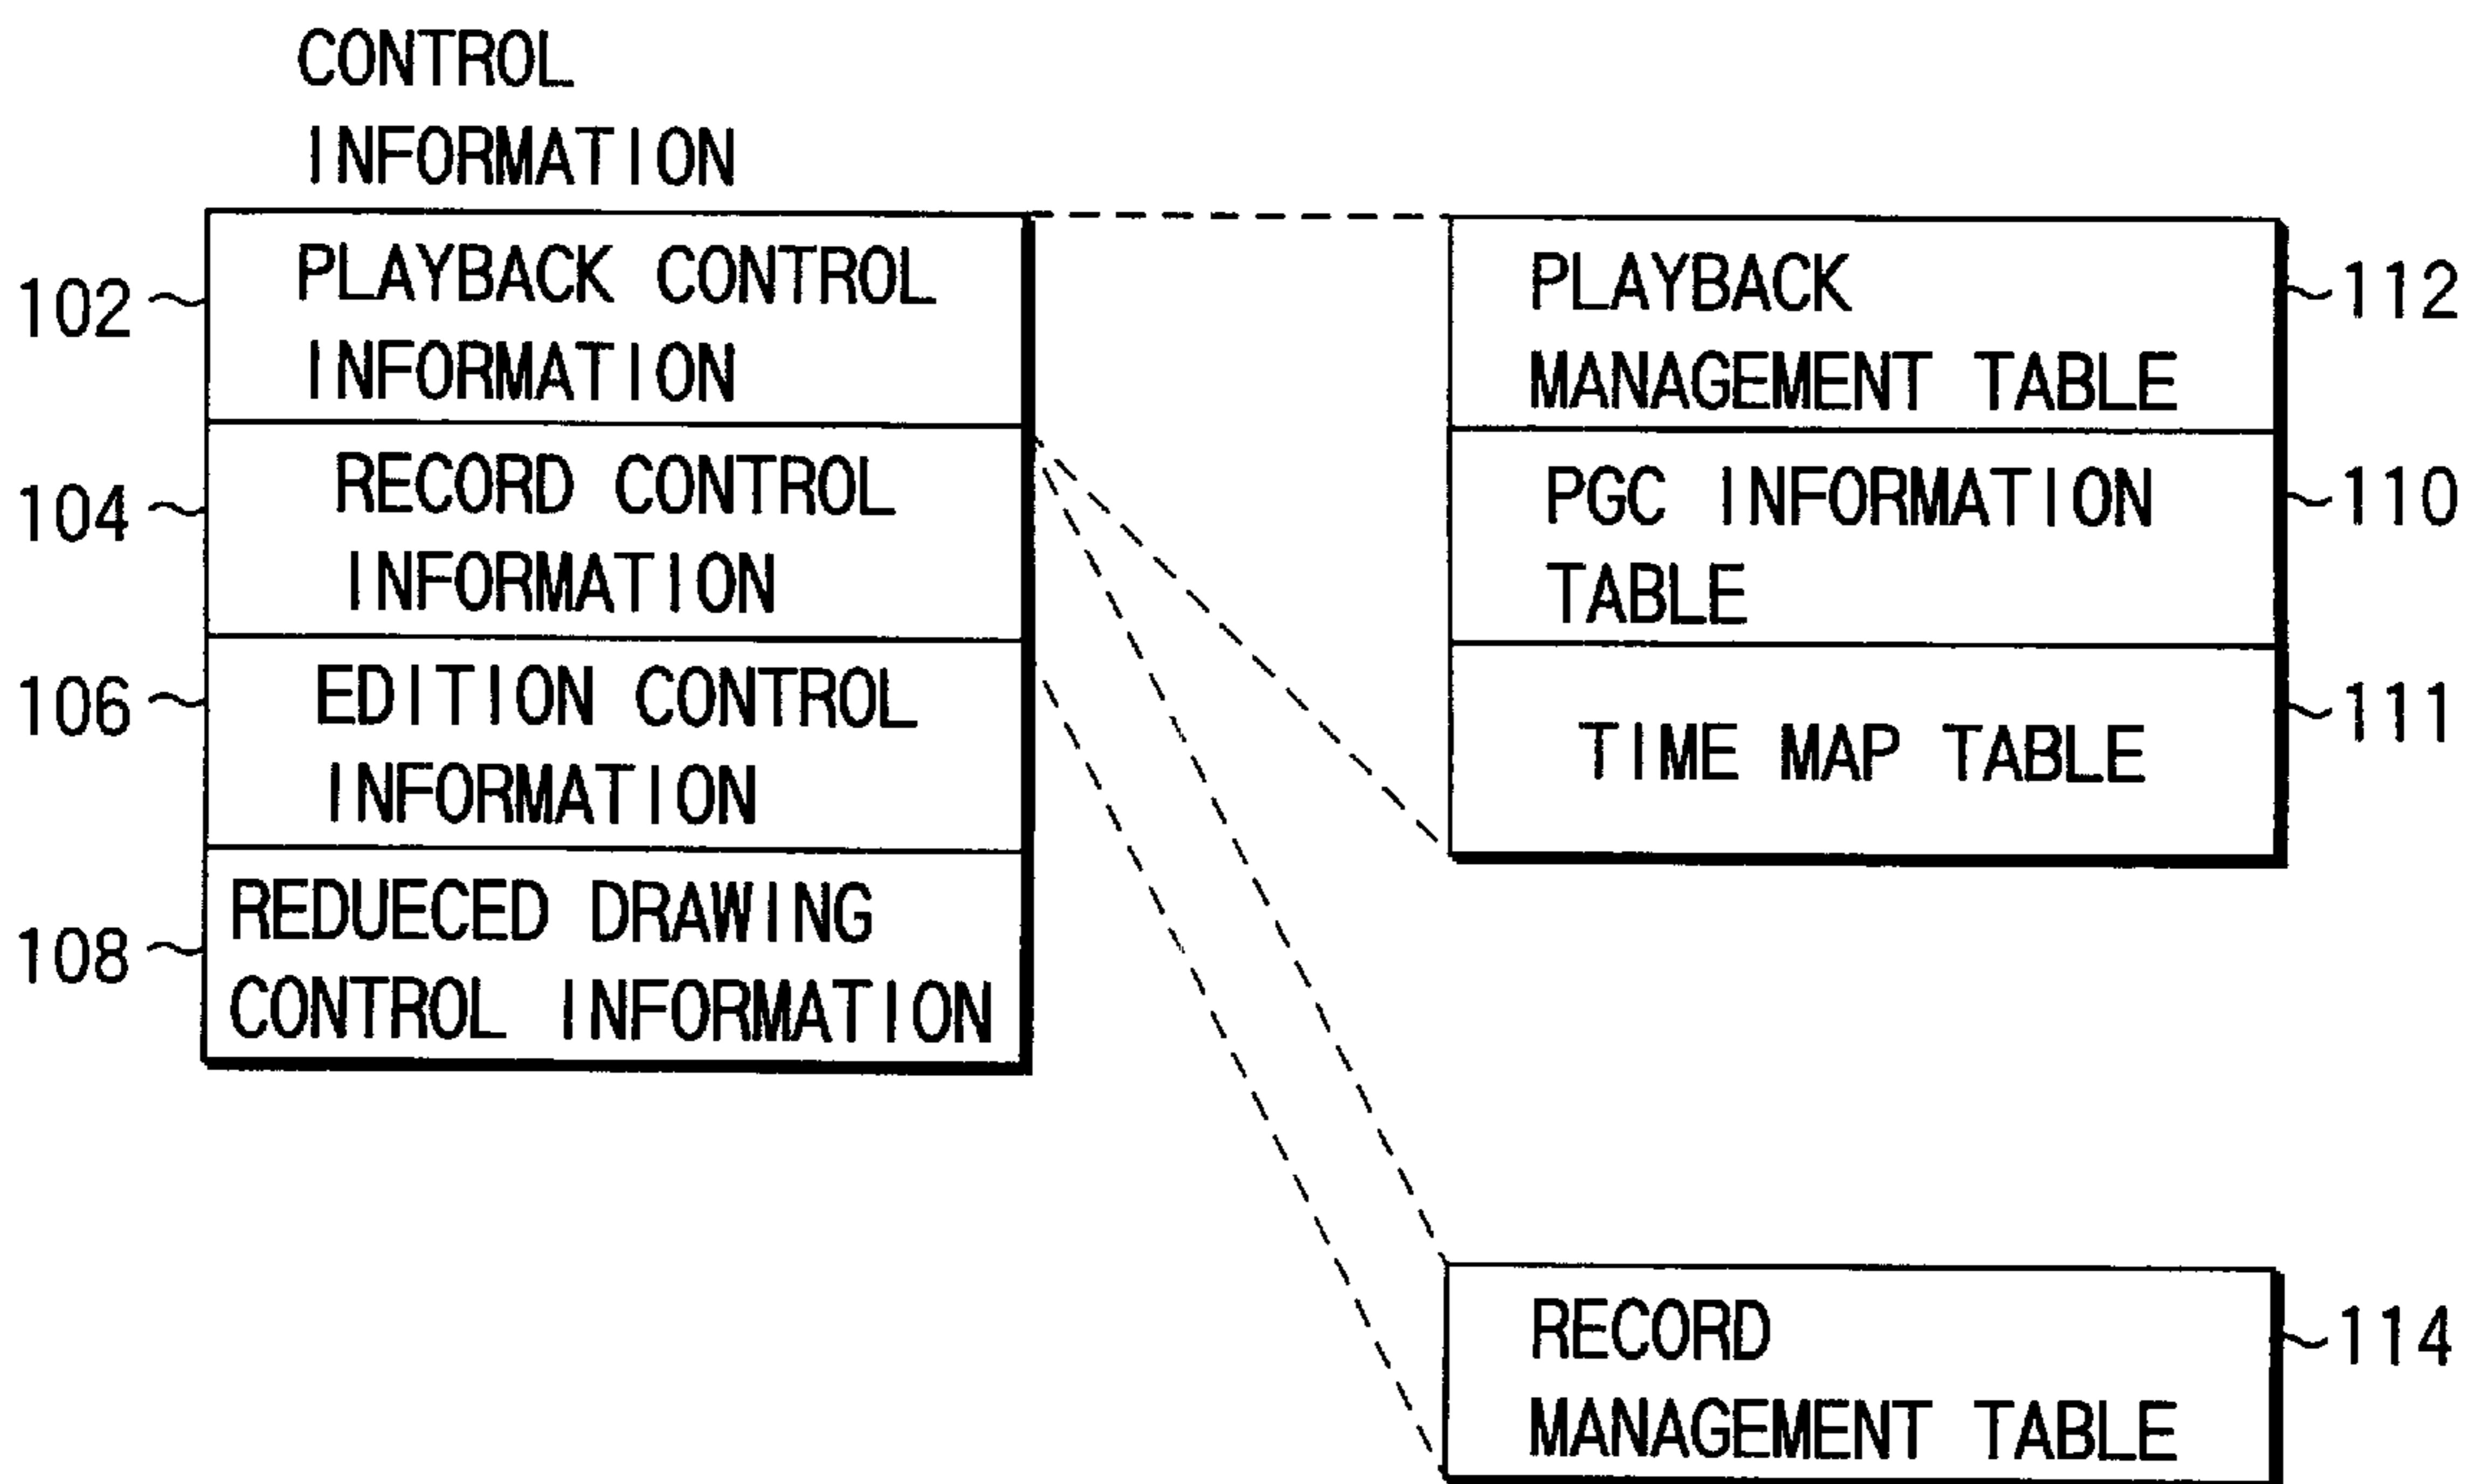 CONTROL
INFORMATION
102
PLAYBACK CONTROL
INFORMATION
104
RECORD CONTROL
INFORMATION
106
EDITION CONTROL
INFORMATION
108
REDUECED DRAWING
CONTROL INFORMATION
PLAYBACK
MANAGEMENT TABLE
112
PGC INFORMATION
TABLE
110
TIME MAP TABLE
111
RECORD
MANAGEMENT TABLE
114